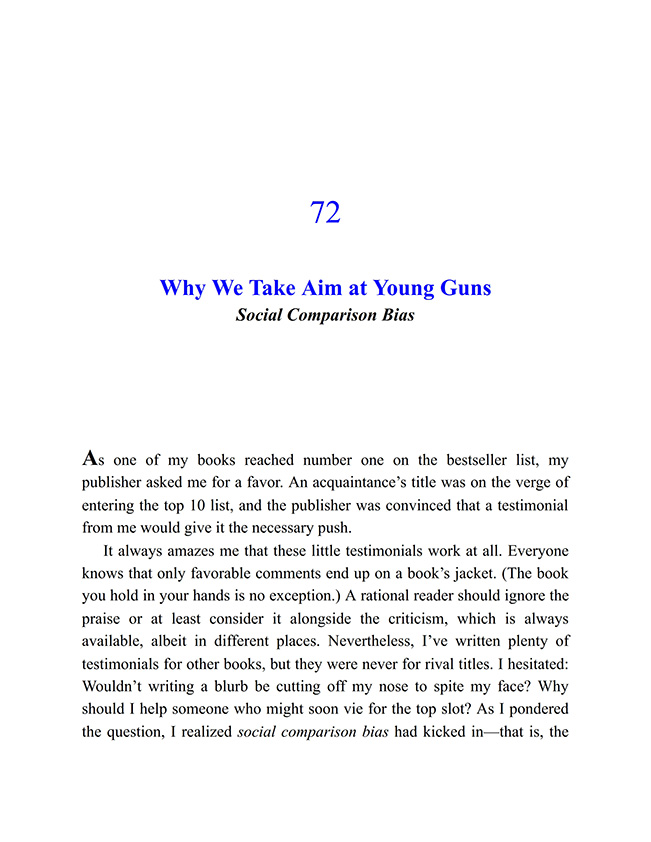 72
Why We Take Aim at Young Guns
Social Comparison Bias
As one of my books reached number one on the bestseller list, my
publisher asked me for a favor. An acquaintance’s title was on the verge of
entering the top 10 list, and the publisher was convinced that a testimonial
from me would give it the necessary push.
It always amazes me that these little testimonials work at all. Everyone
knows that only favorable comments end up on a book’s jacket. (The book
you hold in your hands is no exception.) A rational reader should ignore the
praise or at least consider it alongside the criticism, which is always
available, albeit in different places. Nevertheless, I’ve written plenty of
testimonials for other books, but they were never for rival titles. I hesitated:
Wouldn’t writing a blurb be cutting off my nose to spite my face? Why
should I help someone who might soon vie for the top slot? As I pondered
the question, I realized social comparison bias had kicked in—that is, the